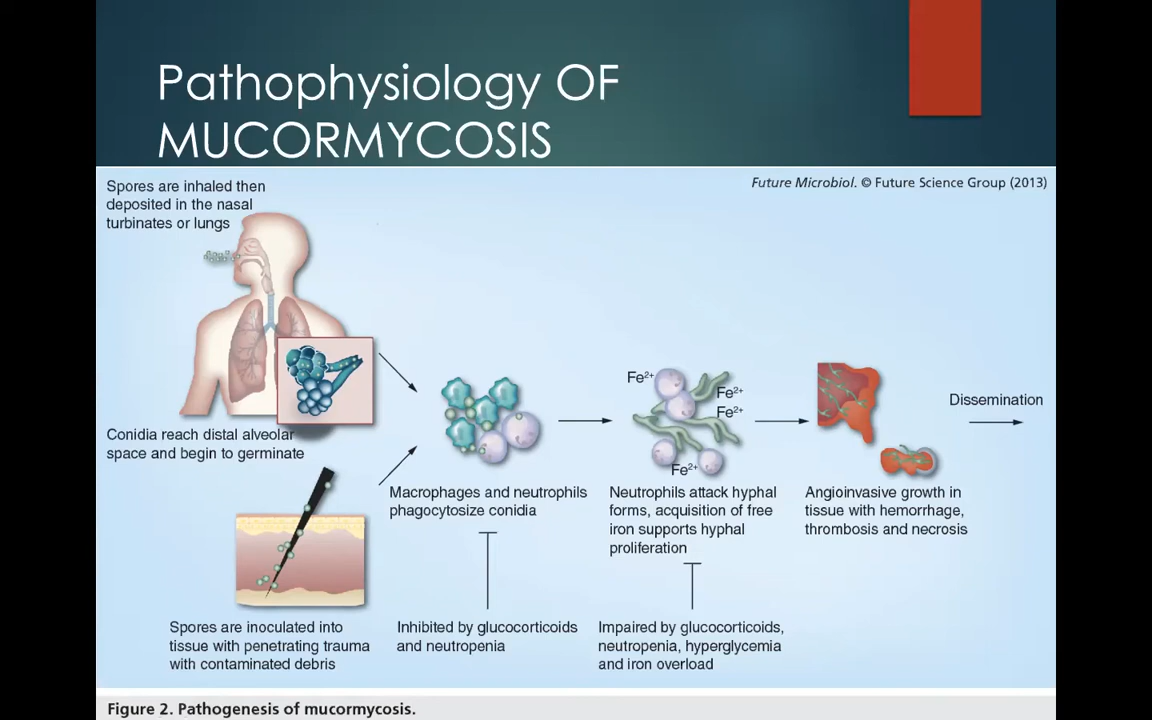 Pathophysiology OF
MUCORMYCOSIS
Future Microbiol. © Future Science Group (2013)
Spores are inhaled then
deposited in the nasal
turbinates or lungs
Conidia reach distal alveolar
space and begin to germinate
Spores are inoculated into
tissue with penetrating trauma
with contaminated debris
Macrophages and neutrophils
phagocytosize conidia
Inhibited by glucocorticoids
and neutropenia
Fe²⁺
Fe²⁺
Fe²⁺
Fe²⁺
Neutrophils attack hyphal
forms, acquisition of free
iron supports hyphal
proliferation
Impaired by glucocorticoids,
neutropenia, hyperglycemia
and iron overload
Angioinvasive growth in
tissue with hemorrhage,
thrombosis and necrosis
Dissemination
Figure 2. Pathogenesis of mucormycosis.